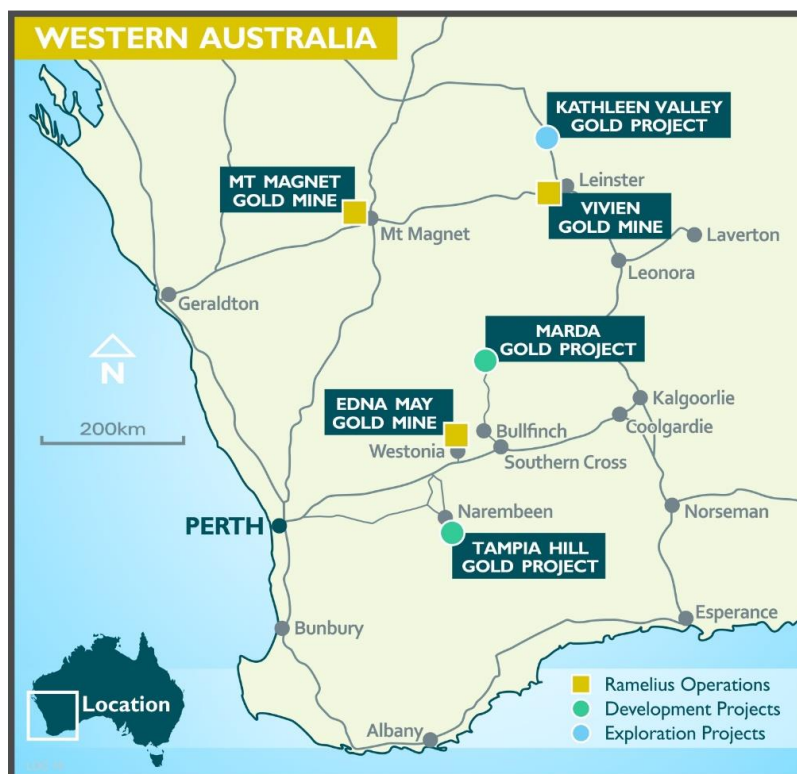 WESTERN AUSTRALIA
KATHLEEN VALLEY
GOLD PROJECT
MT MAGNET
GOLD MINE
Leinster
VIVIEN
GOLD MINE
Mt Magnet
Laverton
Leonora
Geraldton
MARDA
GOLD PROJECT
N
200km
EDNA MAY
GOLD MINE
Kalgoorlie
Coolgardie
Bullfinch
Westonia
Southern Cross
Narembeen
Norseman
PERTH
TAMPIA HILL
GOLD PROJECT
Bunbury
Esperance
Location
Ramelius Operations
Development Projects
Exploration Projects
Albany